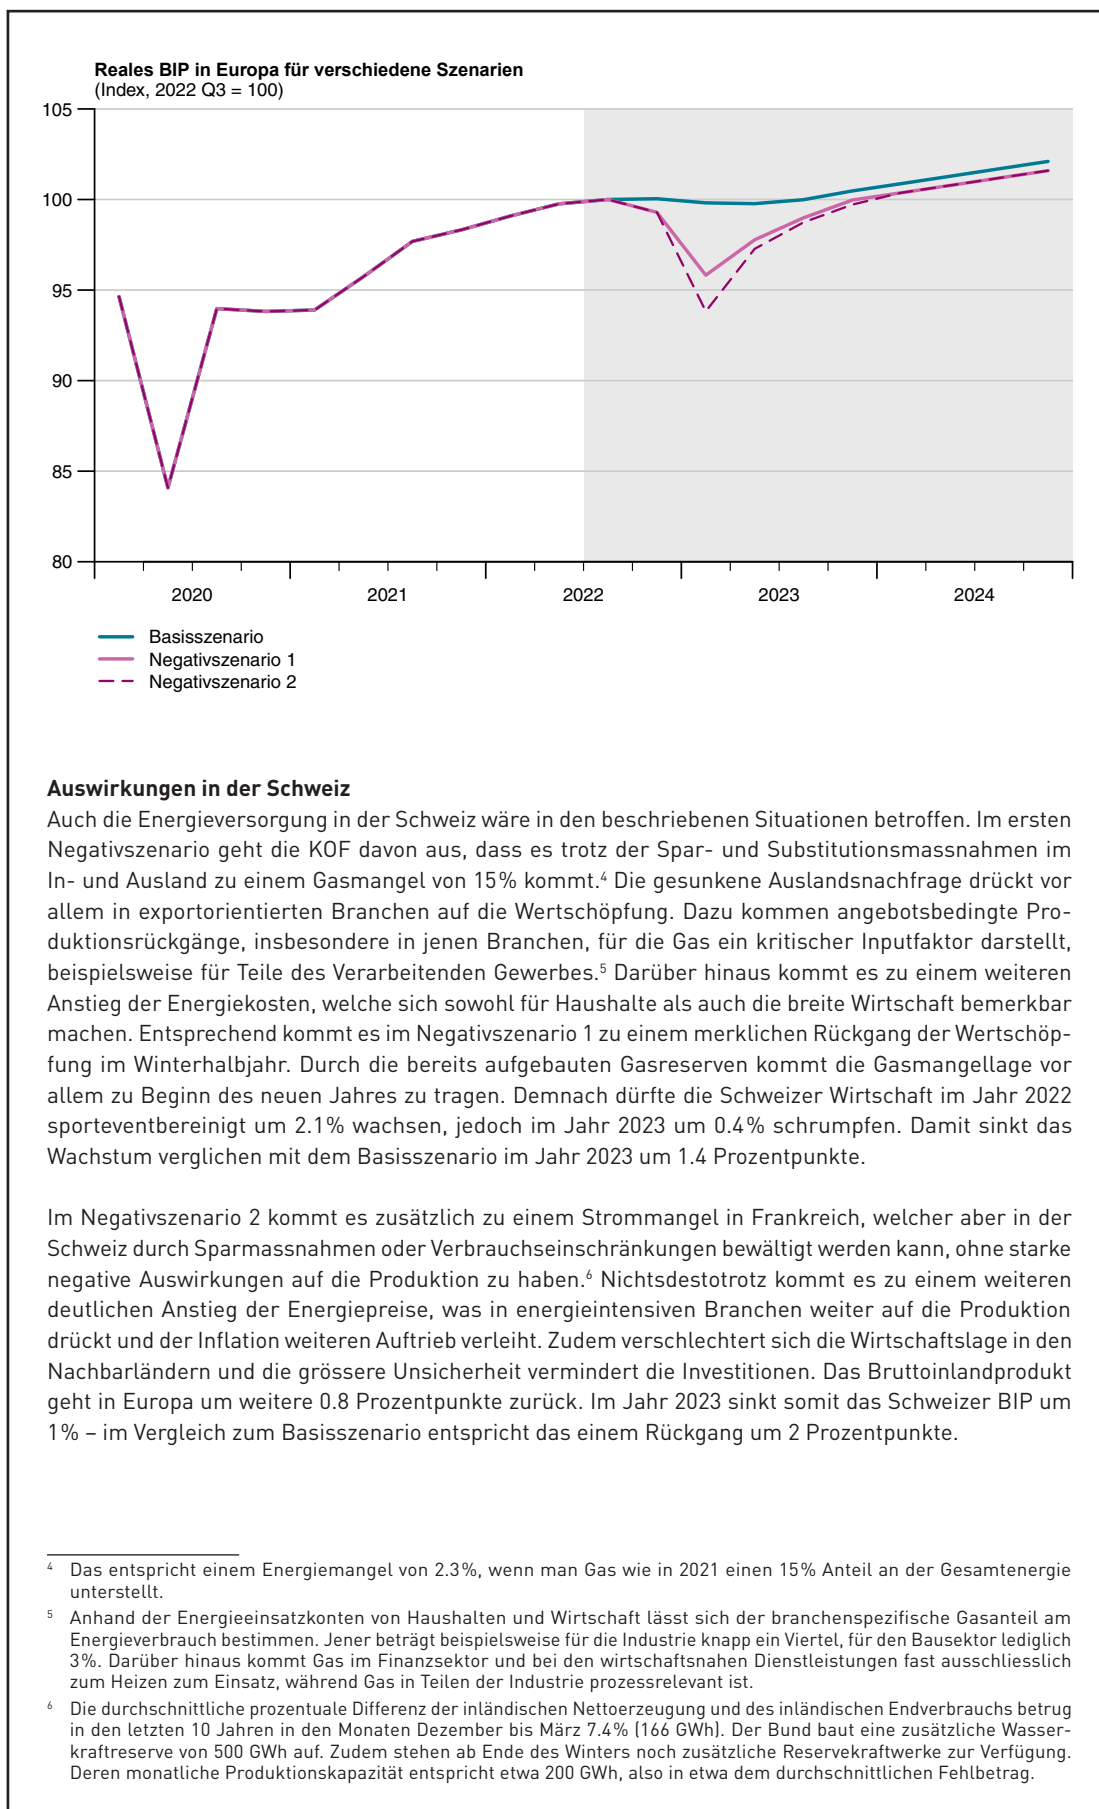 Reales BIP in Europa für verschiedene Szenarien
(Index, 2022 Q3 = 100)
105
100
95
90
85
80
2020 2021 2022 2023 2024
Basisszenario
Negativszenario 1
Negativszenario 2
Auswirkungen in der Schweiz
Auch die Energieversorgung in der Schweiz wäre in den beschriebenen Situationen betroffen. Im ersten
Negativszenario geht die KOF davon aus, dass es trotz der Spar- und Substitutionsmassnahmen im
In- und Ausland zu einem Gasmangel von 15% kommt.⁴ Die gesunkene Auslandsnachfrage drückt vor
allem in exportorientierten Branchen auf die Wertschöpfung. Dazu kommen angebotsbedingte Pro-
duktionsrückgänge, insbesondere in jenen Branchen, für die Gas ein kritischer Inputfaktor darstellt,
beispielsweise für Teile des Verarbeitenden Gewerbes.⁵ Darüber hinaus kommt es zu einem weiteren
Anstieg der Energiekosten, welche sich sowohl für Haushalte als auch die breite Wirtschaft bemerkbar
machen. Entsprechend kommt es im Negativszenario 1 zu einem merklichen Rückgang der Wertschöp-
fung im Winterhalbjahr. Durch die bereits aufgebauten Gasreserven kommt die Gasmangellage vor
allem zu Beginn des neuen Jahres zu tragen. Demnach dürfte die Schweizer Wirtschaft im Jahr 2022
sporteventbereinigt um 2.1% wachsen, jedoch im Jahr 2023 um 0.4% schrumpfen. Damit sinkt das
Wachstum verglichen mit dem Basisszenario im Jahr 2023 um 1.4 Prozentpunkte.
Im Negativszenario 2 kommt es zusätzlich zu einem Strommangel in Frankreich, welcher aber in der
Schweiz durch Sparmassnahmen oder Verbrauchseinschränkungen bewältigt werden kann, ohne starke
negative Auswirkungen auf die Produktion zu haben.⁶ Nichtsdestotrotz kommt es zu einem weiteren
deutlichen Anstieg der Energiepreise, was in energieintensiven Branchen weiter auf die Produktion
drückt und der Inflation weiteren Auftrieb verleiht. Zudem verschlechtert sich die Wirtschaftslage in den
Nachbarländern und die grössere Unsicherheit vermindert die Investitionen. Das Bruttoinlandprodukt
geht in Europa um weitere 0.8 Prozentpunkte zurück. Im Jahr 2023 sinkt somit das Schweizer BIP um
1% – im Vergleich zum Basisszenario entspricht das einem Rückgang um 2 Prozentpunkte.
⁴ Das entspricht einem Energiemangel von 2.3%, wenn man Gas wie in 2021 einen 15% Anteil an der Gesamtenergie
unterstellt.
⁵ Anhand der Energieeinsatzkonten von Haushalten und Wirtschaft lässt sich der branchenspezifische Gasanteil am
Energieverbrauch bestimmen. Jener beträgt beispielsweise für die Industrie knapp ein Viertel, für den Bausektor lediglich
3%. Darüber hinaus kommt Gas im Finanzsektor und bei den wirtschaftsnahen Dienstleistungen fast ausschliesslich
zum Heizen zum Einsatz, während Gas in Teilen der Industrie prozessrelevant ist.
⁶ Die durchschnittliche prozentuale Differenz der inländischen Nettoerzeugung und des inländischen Endverbrauchs betrug
in den letzten 10 Jahren in den Monaten Dezember bis März 7.4% (166 GWh). Der Bund baut eine zusätzliche Wasser-
kraftreserve von 500 GWh auf. Zudem stehen ab Ende des Winters noch zusätzliche Reservekraftwerke zur Verfügung.
Deren monatliche Produktionskapazität entspricht etwa 200 GWh, also in etwa dem durchschnittlichen Fehlbetrag.